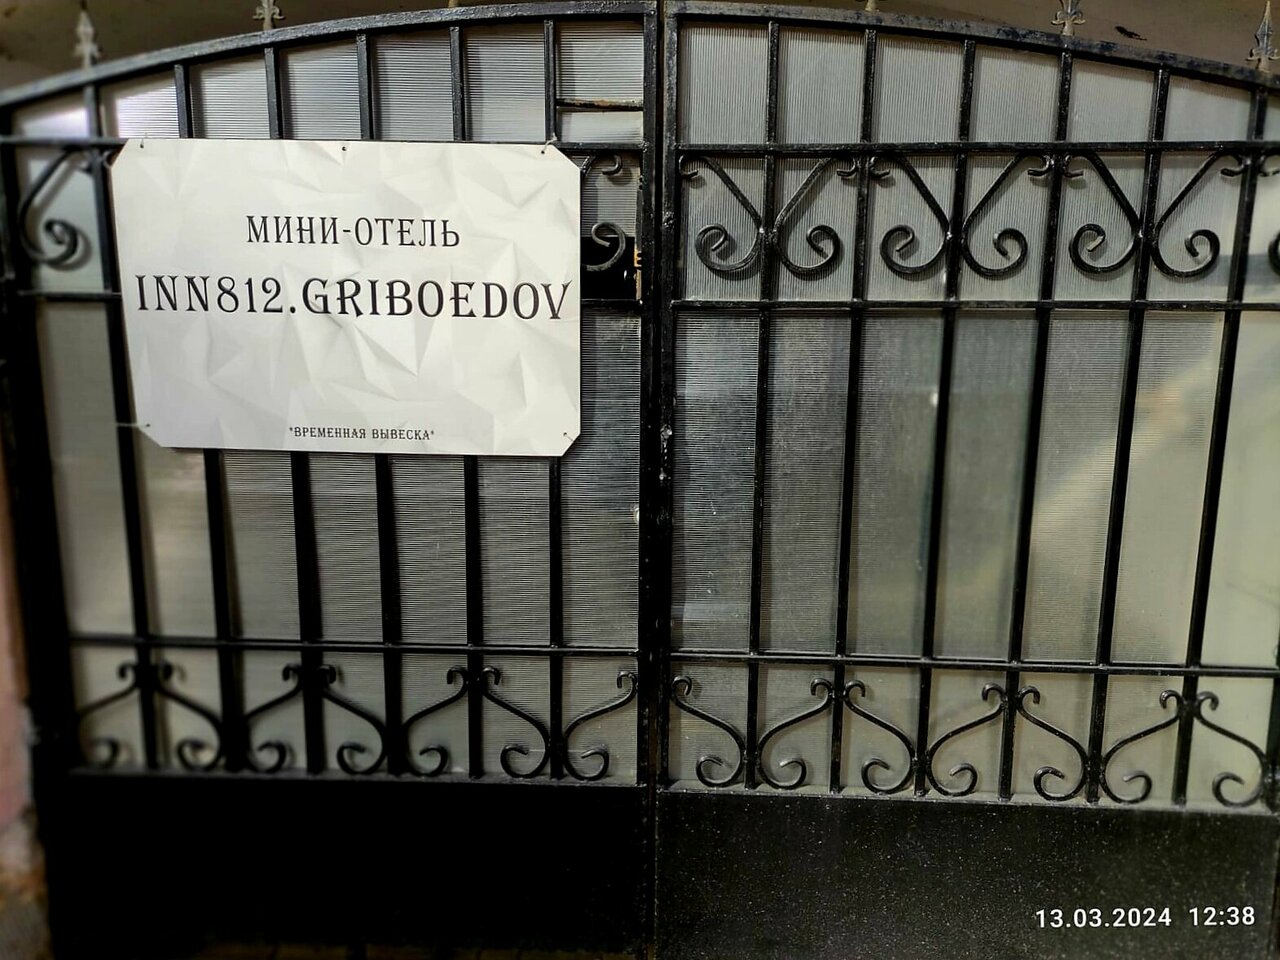 МИНИ-ОТЕЛЬ
INN812.GRIBOEDOV
*ВРЕМЕННАЯ ВЫВЕСКА*
13.03.2024 12:38